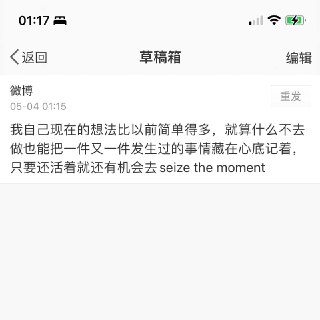 01:17
返回
草稿箱
编辑
微博
05-04 01:15
重发
我自己现在的想法比以前简单得多，就算什么不去
做也能把一件又一件发生过的事情藏在心底记着，
只要还活着就还有机会去 seize the moment